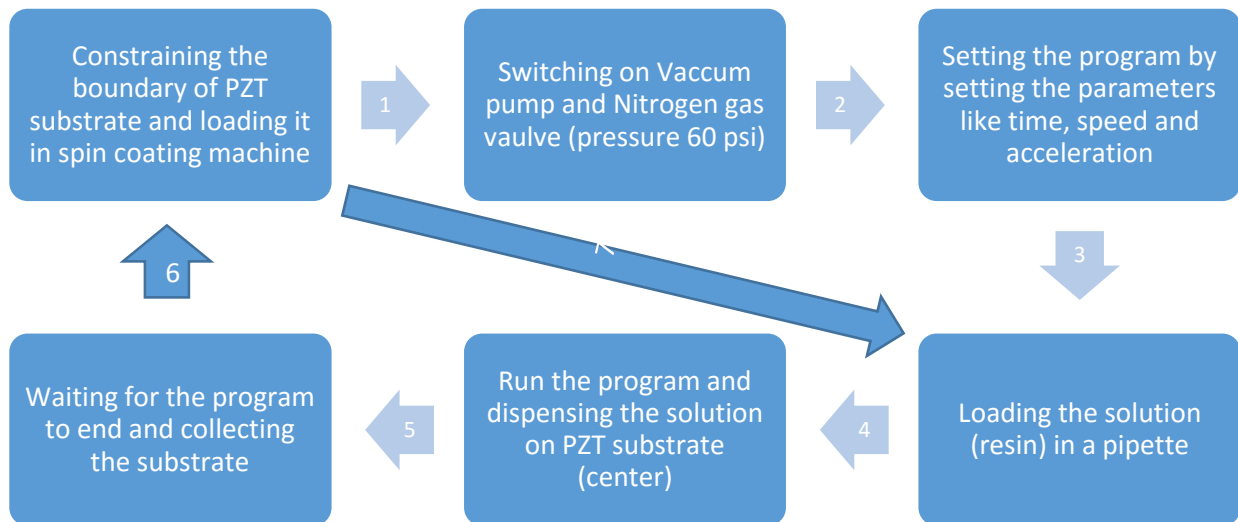 Constraining the
boundary of PZT
substrate and loading it
in spin coating machine
1
Switching on Vaccum
pump and Nitrogen gas
vaulve (pressure 60 psi)
2
Setting the program by
setting the parameters
like time, speed and
acceleration
3
Loading the solution
(resin) in a pipette
4
Run the program and
dispensing the solution
on PZT substrate
(center)
5
Waiting for the program
to end and collecting
the substrate
6
7